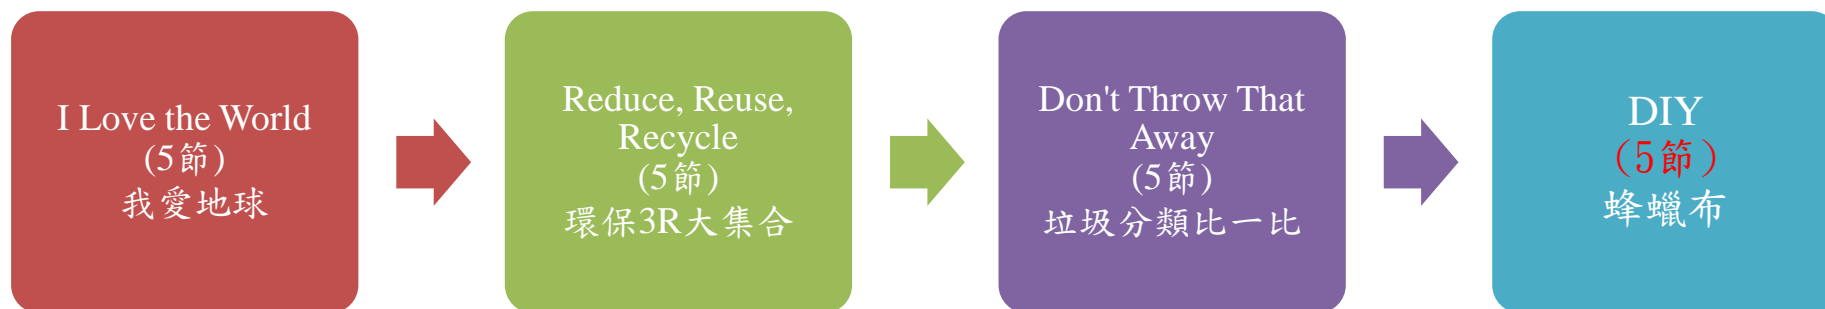 I Love the World
(5節)
我愛地球
Reduce, Reuse,
Recycle
(5節)
環保3R大集合
Don't Throw That
Away
(5節)
垃圾分類比一比
DIY
(5節)
蜂蠟布